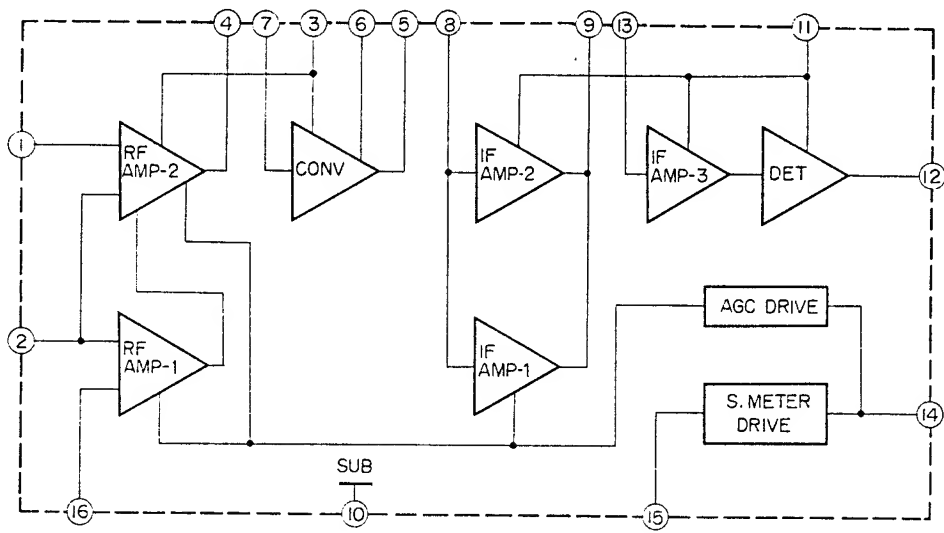 4 7 3 6 5 8 9 13 11
1
RF
AMP-2
CONV
IF
AMP-2
IF
AMP-3
DET
12
2
RF
AMP-1
IF
AMP-1
AGC DRIVE
S. METER
DRIVE
14
SUB
16
10
15